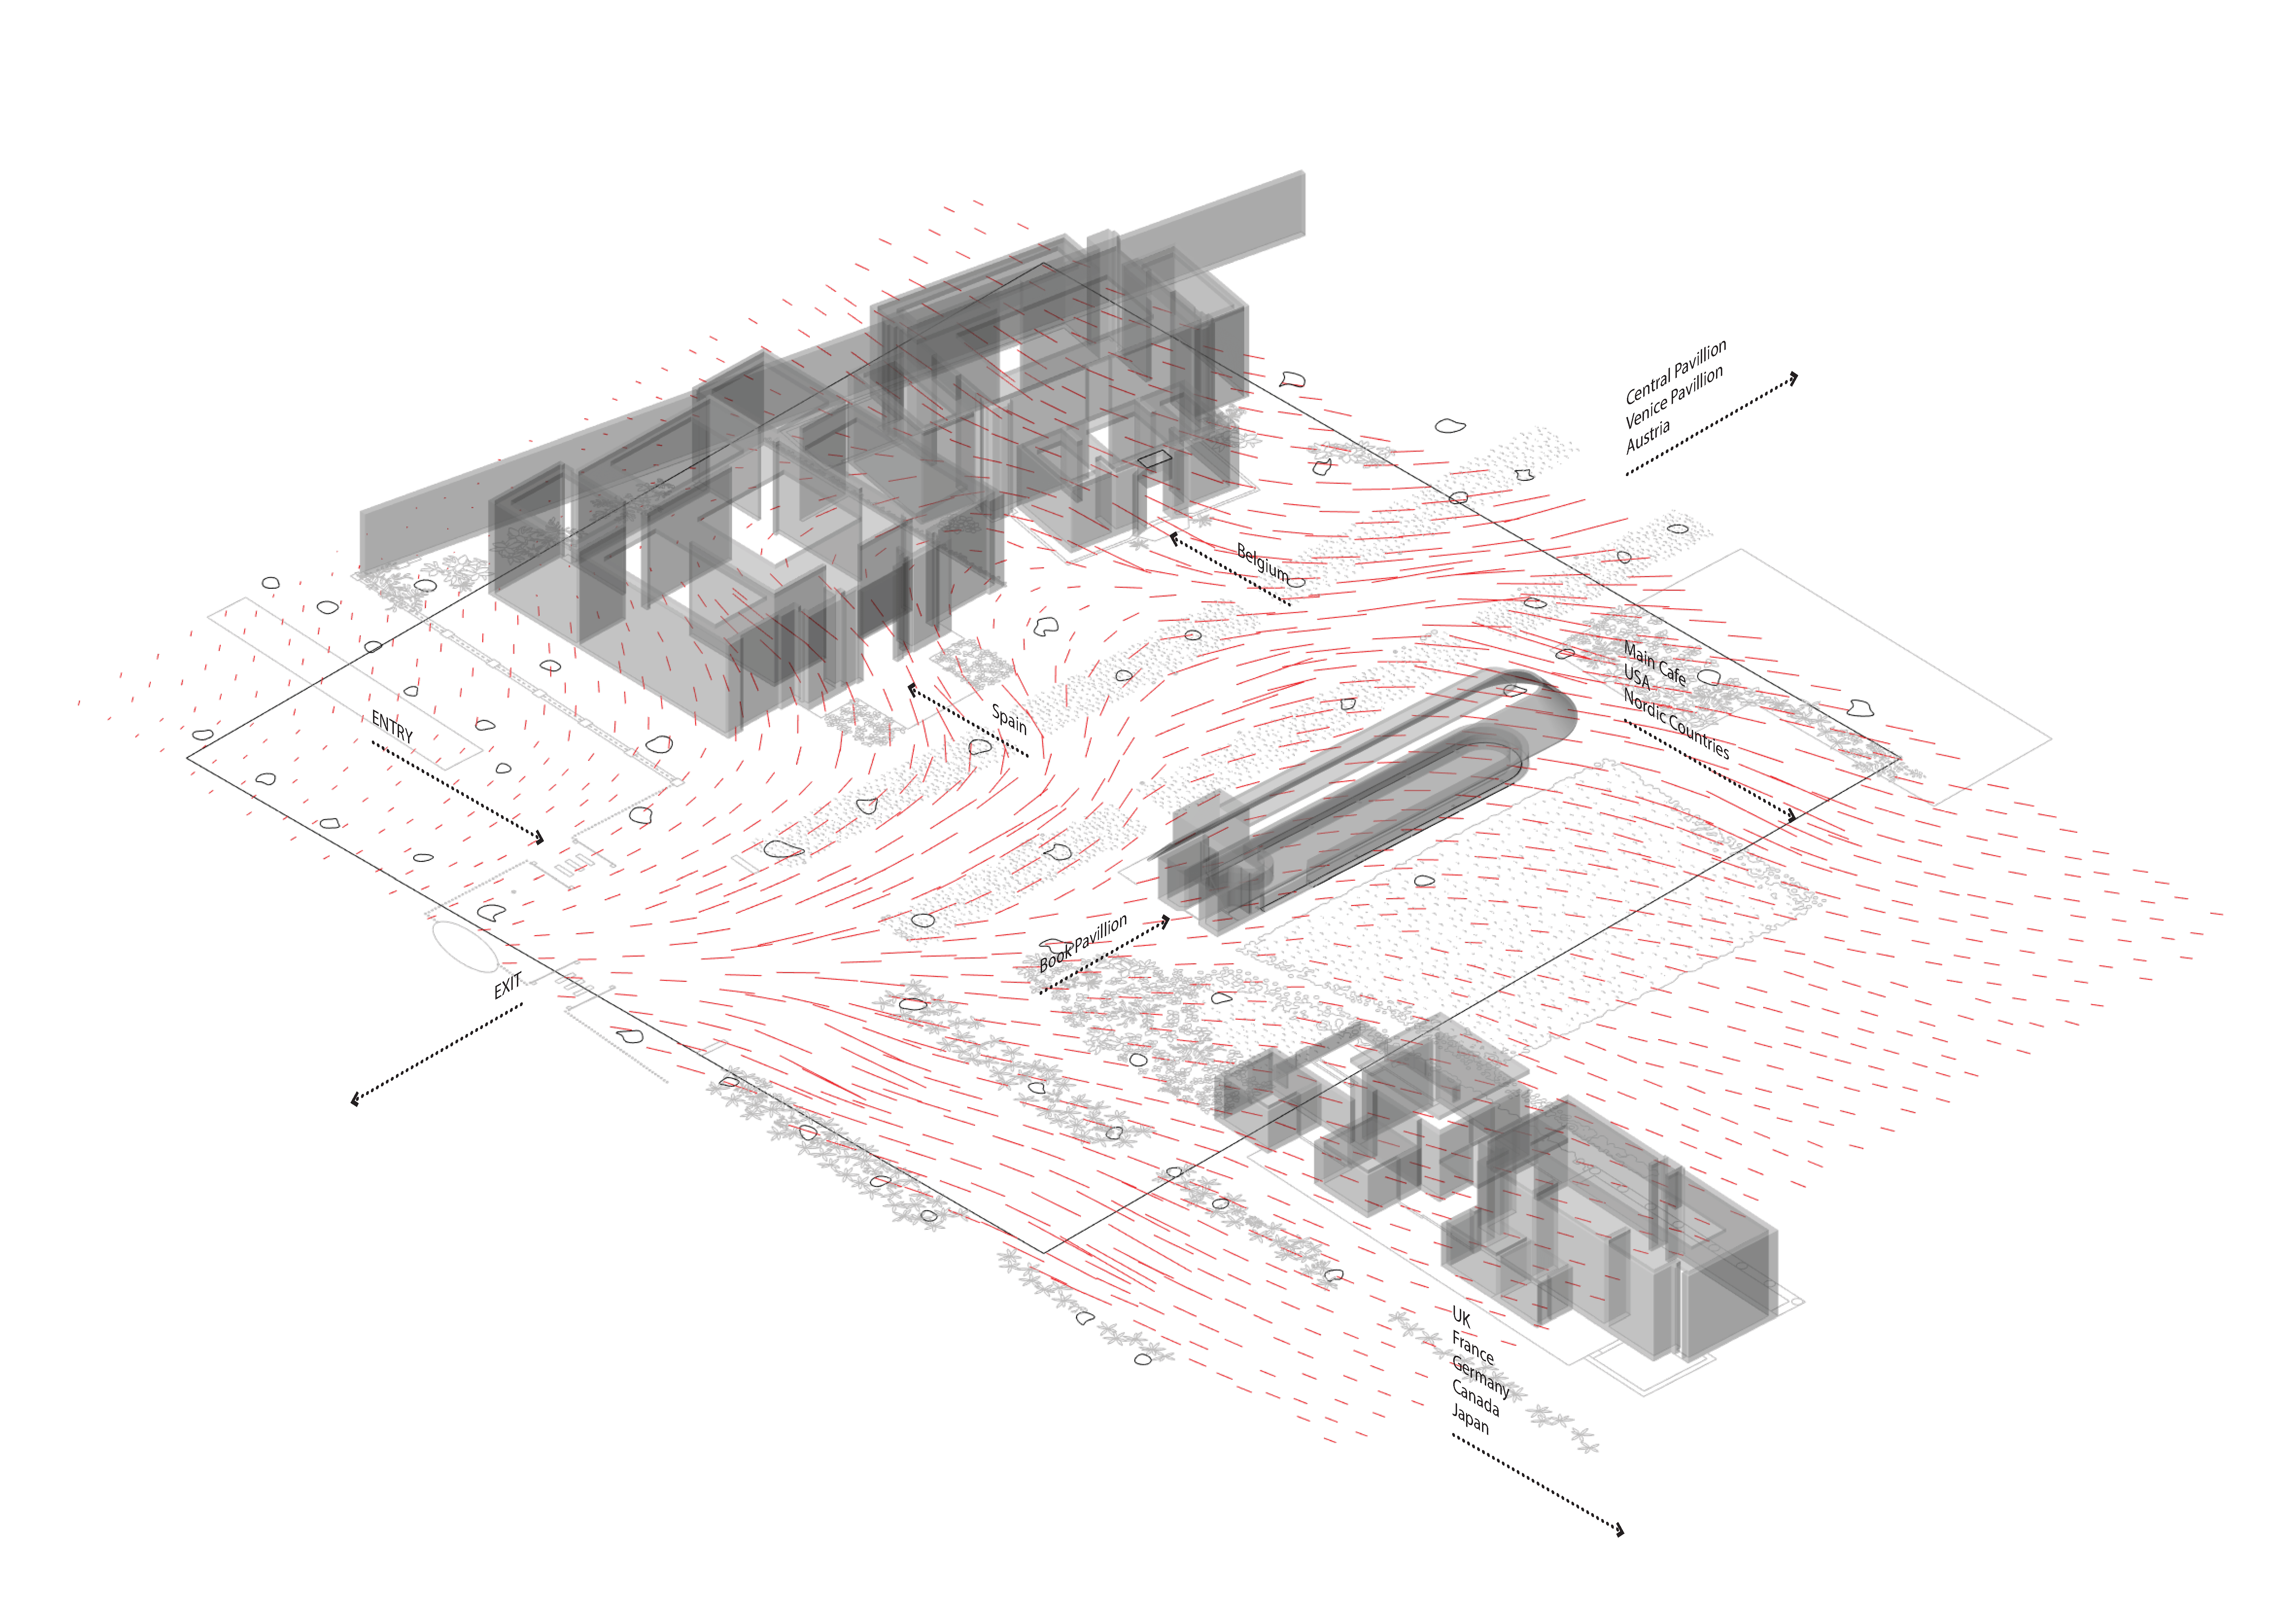 Central Pavillion
Venice Pavillion
Austria
Belgium
Main Cafe
USA
Nordic Countries
Spain
ENTRY
Book Pavillion
EXIT
UK
France
Germany
Canada
Japan